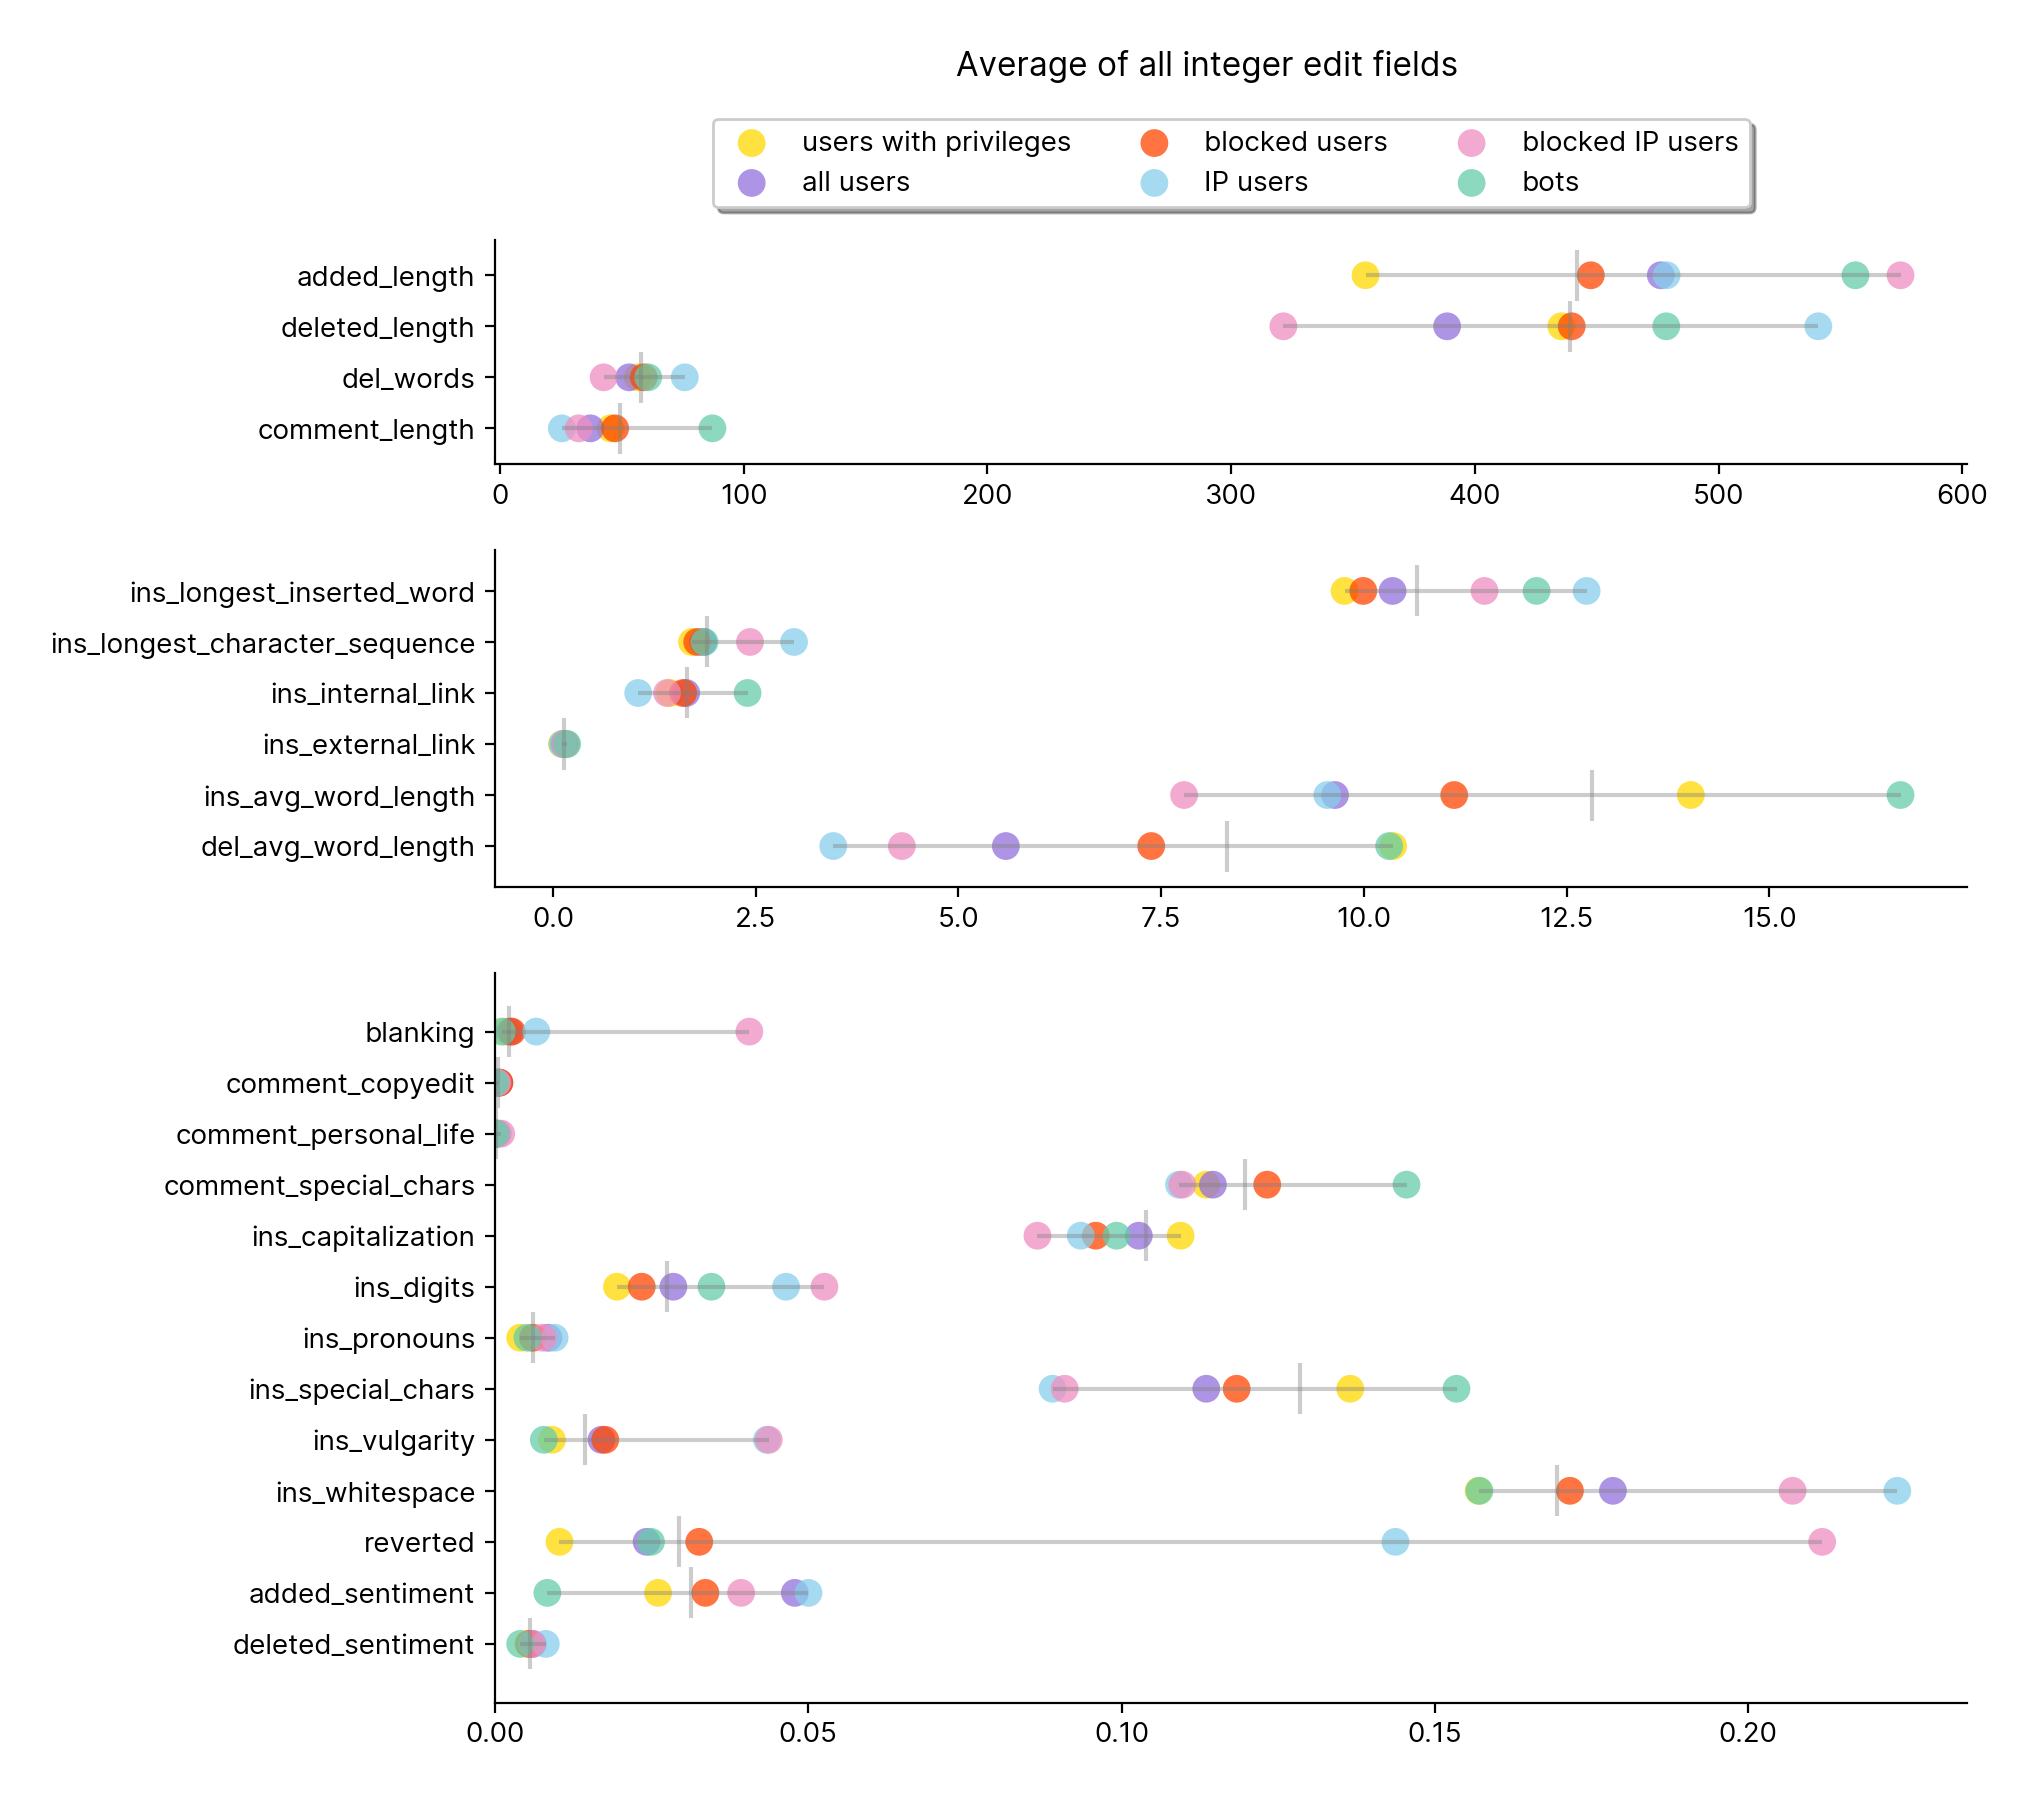 Average of all integer edit fields
users with privileges blocked users blocked IP users
all users IP users bots
added_length
deleted_length
del_words
comment_length
0 100 200 300 400 500 600
ins_longest_inserted_word
ins_longest_character_sequence
ins_internal_link
ins_external_link
ins_avg_word_length
del_avg_word_length
0.0 2.5 5.0 7.5 10.0 12.5 15.0
blanking
comment_copyedit
comment_personal_life
comment_special_chars
ins_capitalization
ins_digits
ins_pronouns
ins_special_chars
ins_vulgarity
ins_whitespace
reverted
added_sentiment
deleted_sentiment
0.00 0.05 0.10 0.15 0.20